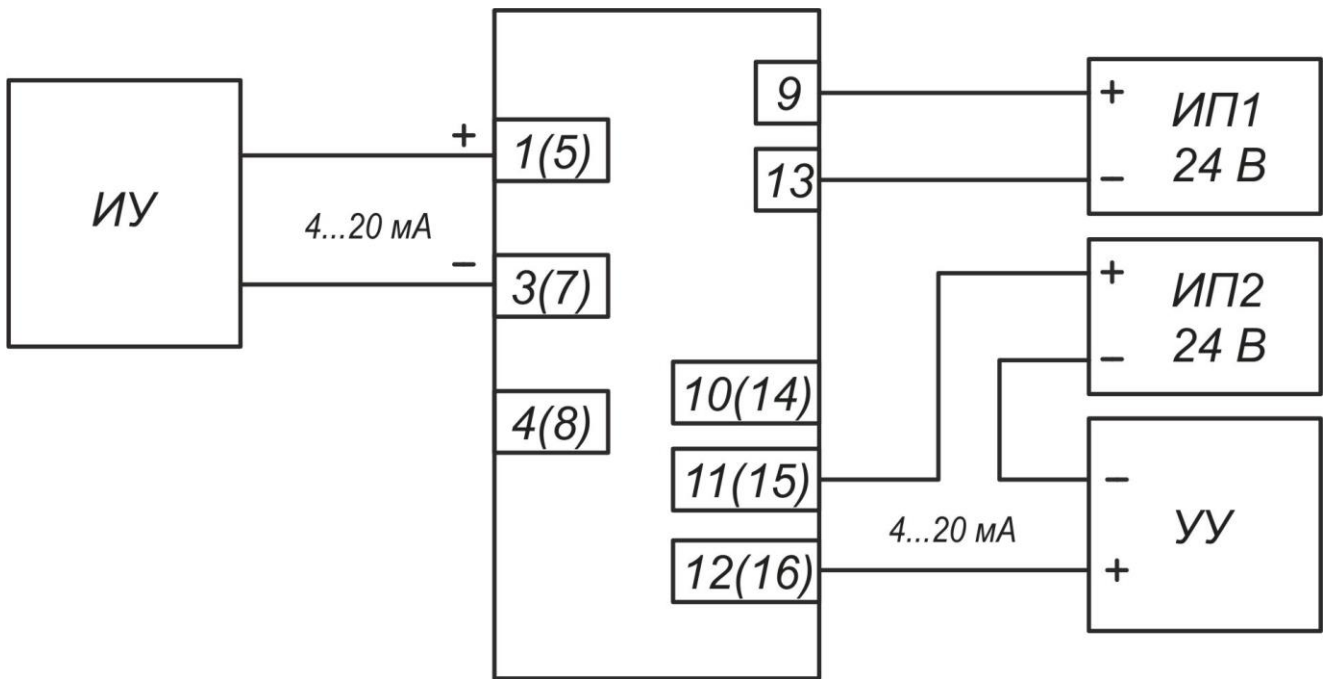 ИУ
+
4...20 мА
–
1(5)
3(7)
4(8)
9
13
10(14)
11(15)
12(16)
4...20 мА
+
ИП1
–
24 В
+
ИП2
–
24 В
–
УУ
+